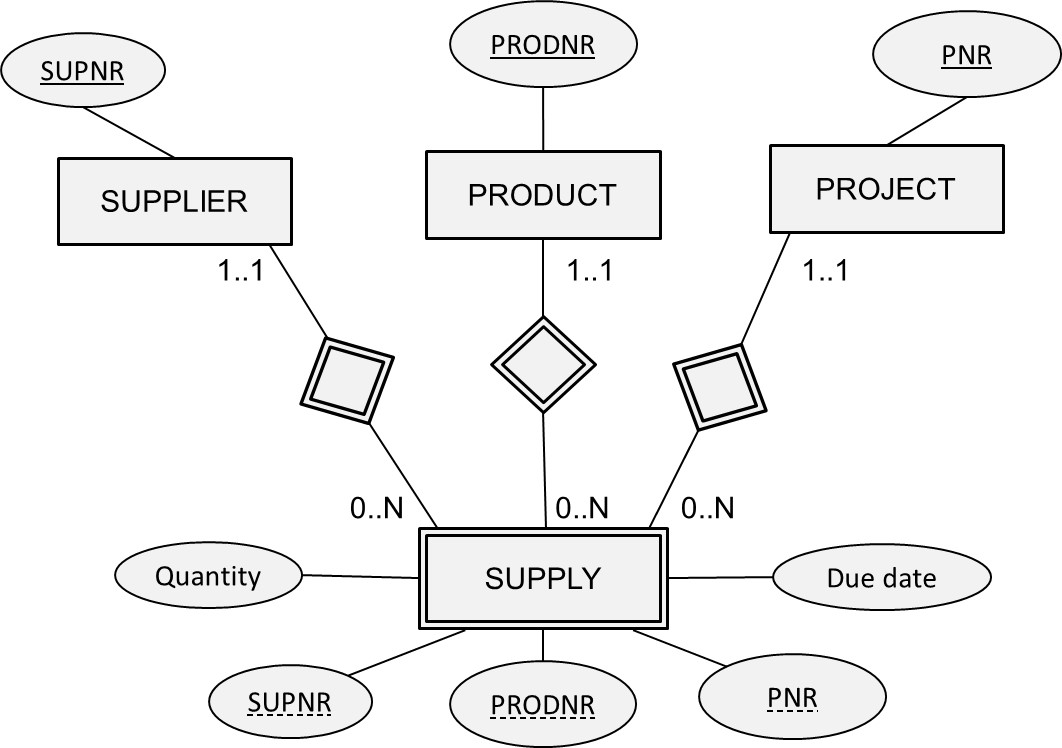 SUPNR
PRODNR
PNR
SUPPLIER
PRODUCT
PROJECT
1..1
1..1
1..1
0..N
0..N
0..N
Quantity
SUPPLY
Due date
SUPNR
PRODNR
PNR